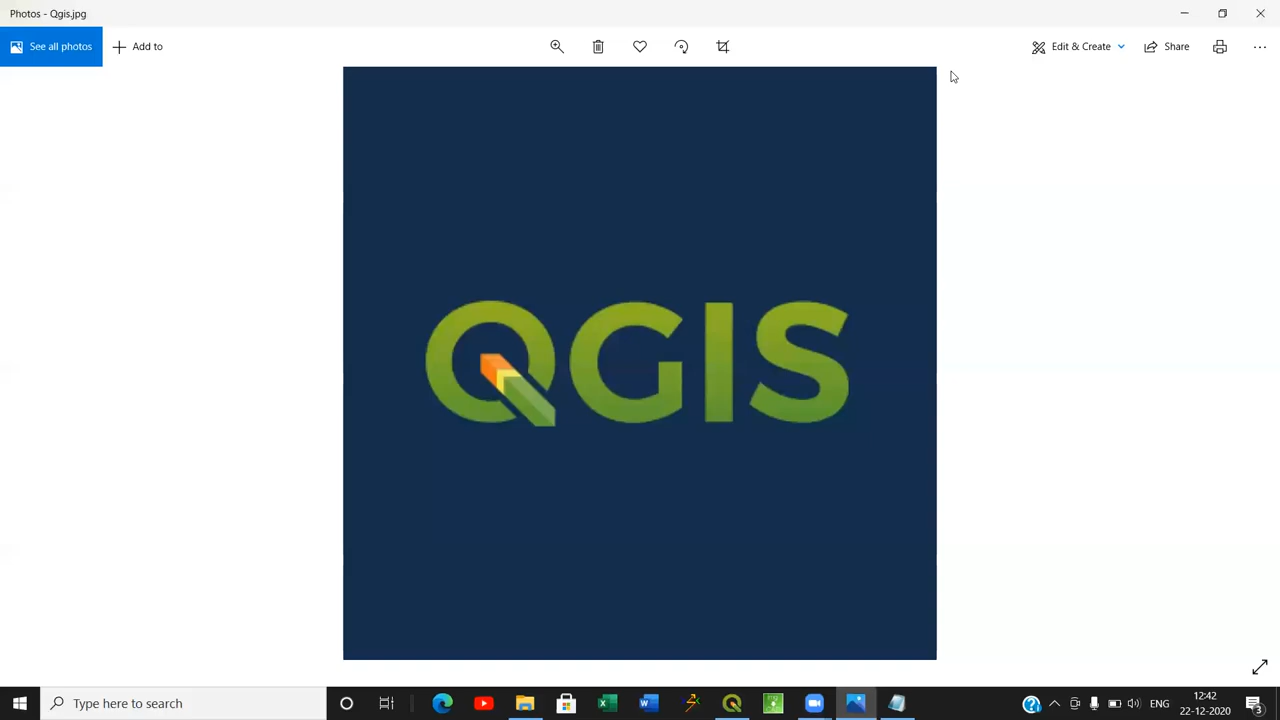 Photos - Qgis.jpg
See all photos
Add to
Edit & Create
Share
QGIS
Type here to search
ENG
12:42
22-12-2020
3